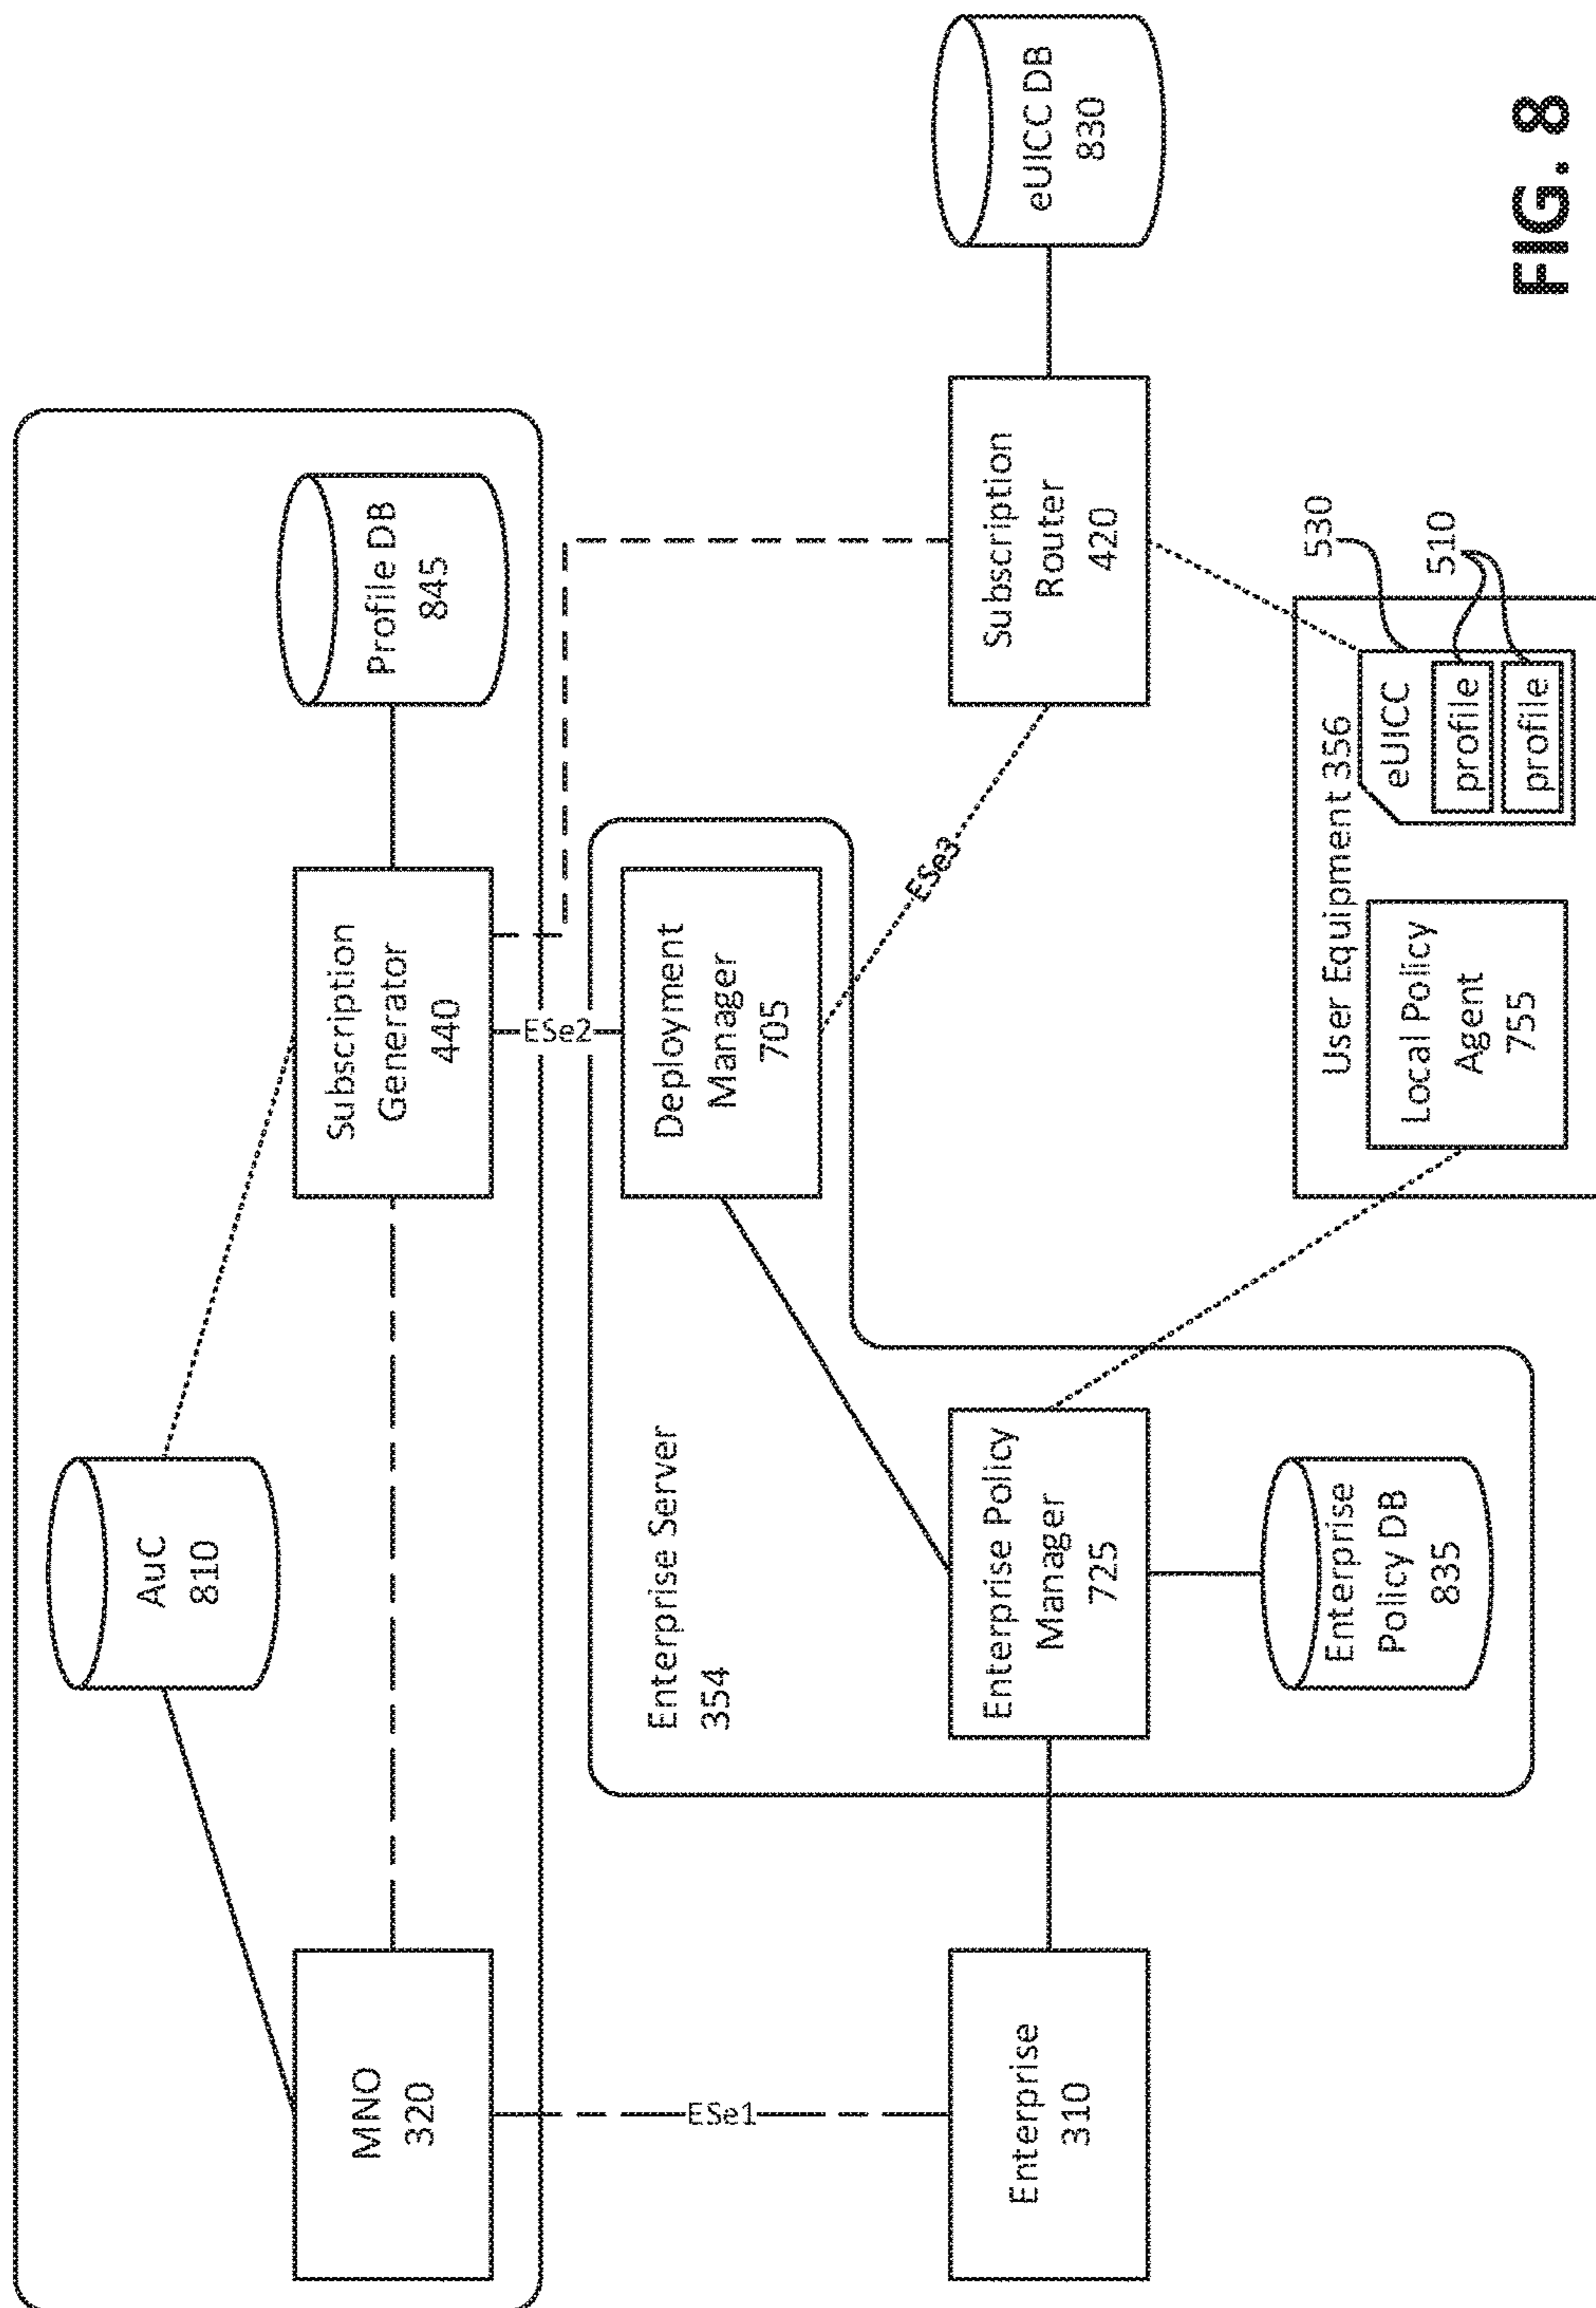 AuC
810
MNO
320
Subscription
Generator
440
Profile DB
845
ESe1
ESe2
Enterprise Server
354
Deployment
Manager
705
ESe3
Enterprise
310
Enterprise Policy
Manager
725
Enterprise
Policy DB
835
Subscription
Router
420
eUICC DB
830
User Equipment 356
Local Policy
Agent
755
eUICC
profile
profile
530
510
FIG. 8